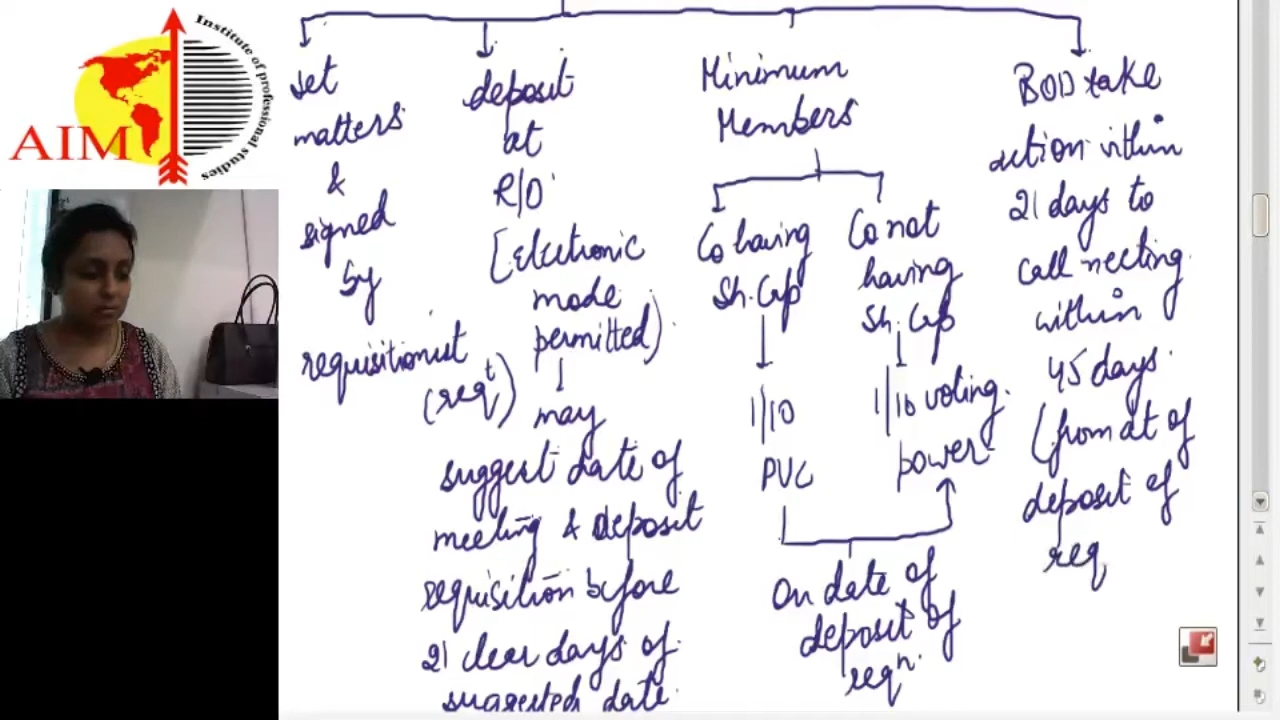 AIM
Institute of professional studies
set
matters
&
signed
by
requisitionist
(reqt)
deposit
at
R/O
[Electronic
mode
permitted)
may
suggest date of
meeting & deposit
requisition before
21 clear days of
suggested date
Minimum
Members
Co having
Sh. Cap
1/10
PVC
Co not
having
Sh. Cap
1/10 voting
power
On date of
deposit of
reqn.
BOD take
action within
21 days to
call meeting
within
45 days.
(from dt of
deposit of
req